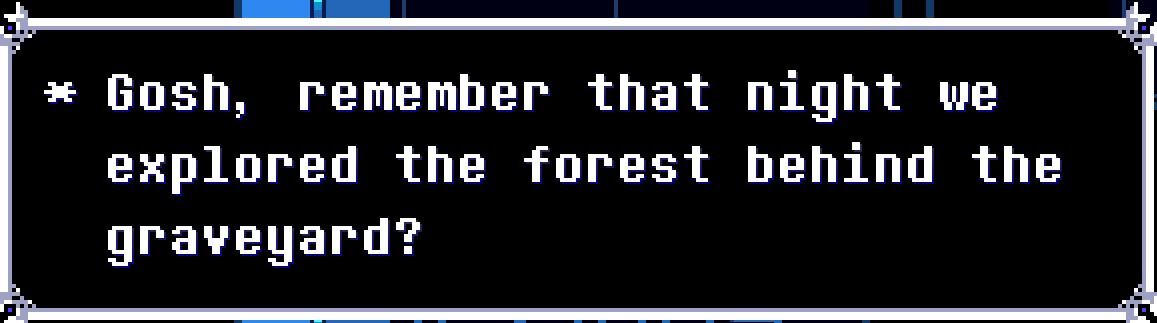 * Gosh, remember that night we
explored the forest behind the
graveyard?